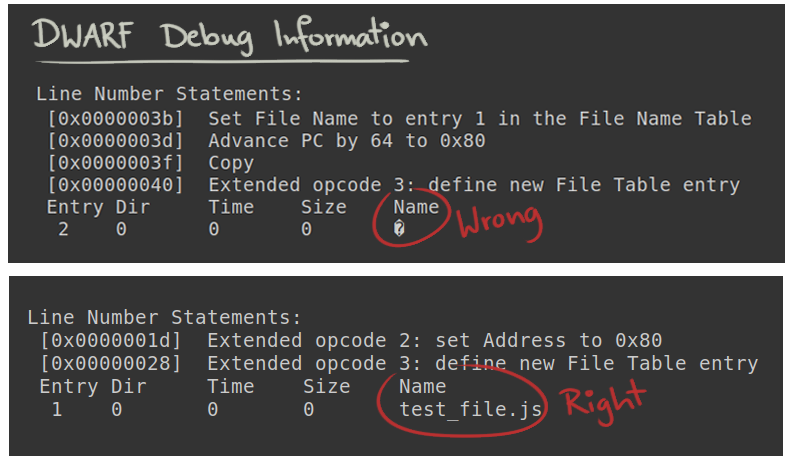 DWARF Debug Information
Line Number Statements:
[0x0000003b] Set File Name to entry 1 in the File Name Table
[0x0000003d] Advance PC by 64 to 0x80
[0x0000003f] Copy
[0x00000040] Extended opcode 3: define new File Table entry
Entry Dir Time Size Name
2 0 0 0 �
Wrong
Line Number Statements:
[0x0000001d] Extended opcode 2: set Address to 0x80
[0x00000028] Extended opcode 3: define new File Table entry
Entry Dir Time Size Name
1 0 0 0 test_file.js
Right